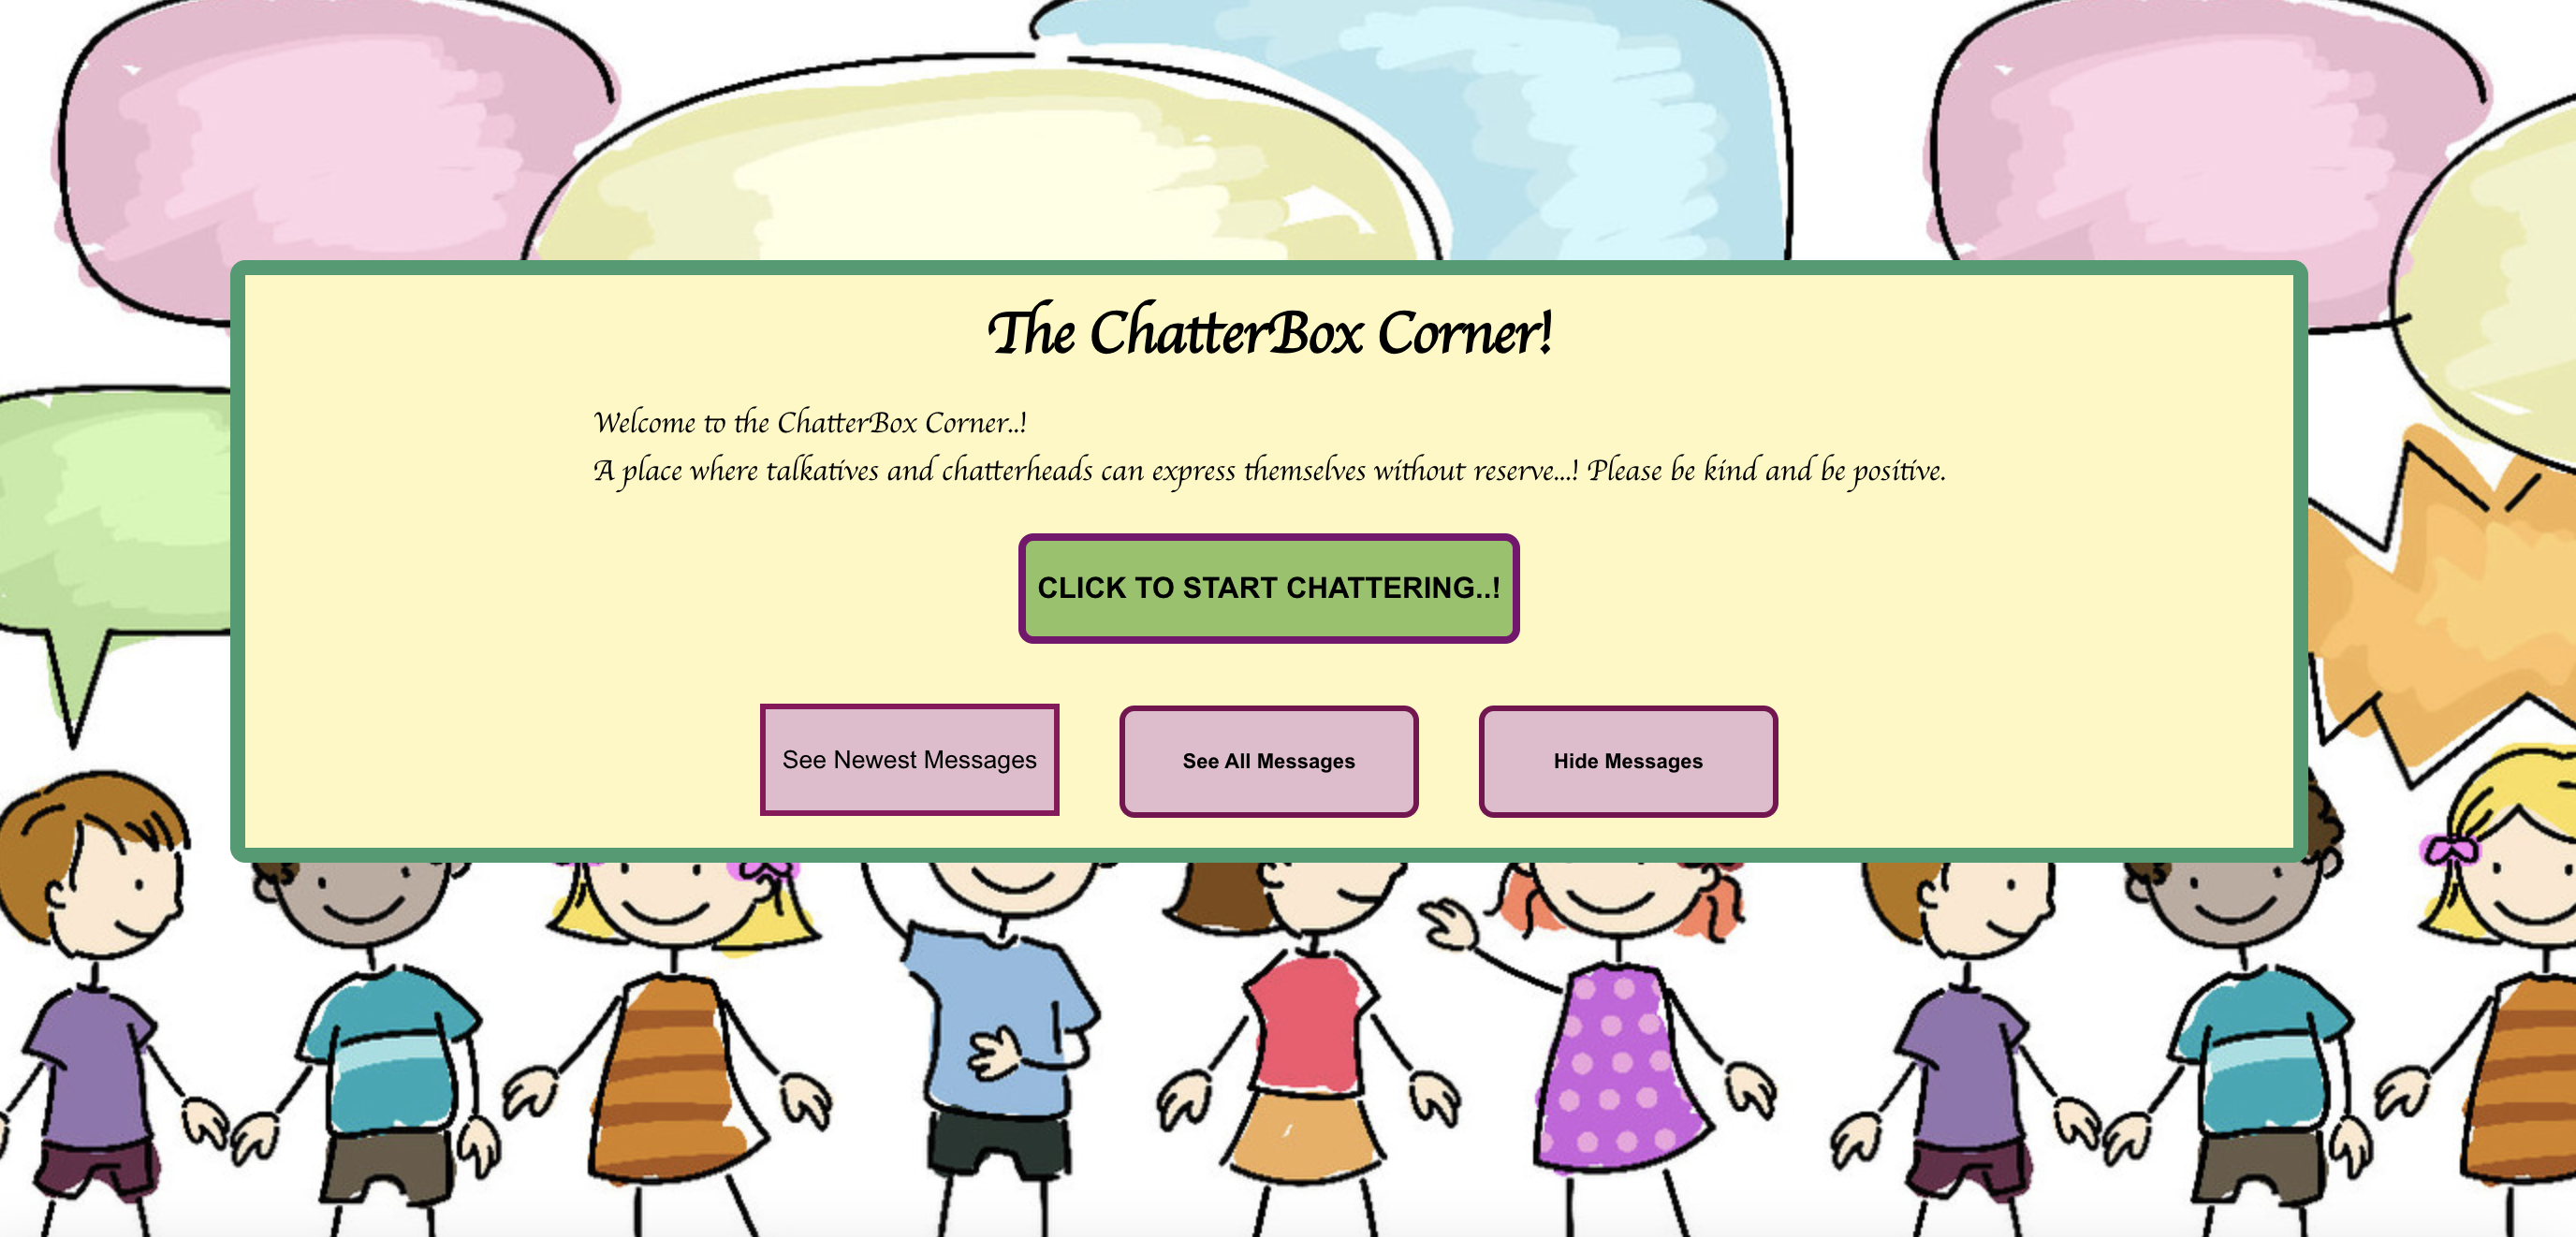 The ChatterBox Corner!
Welcome to the ChatterBox Corner..!
A place where talkatives and chatterheads can express themselves without reserve...! Please be kind and be positive.
CLICK TO START CHATTERING..!
See Newest Messages
See All Messages
Hide Messages